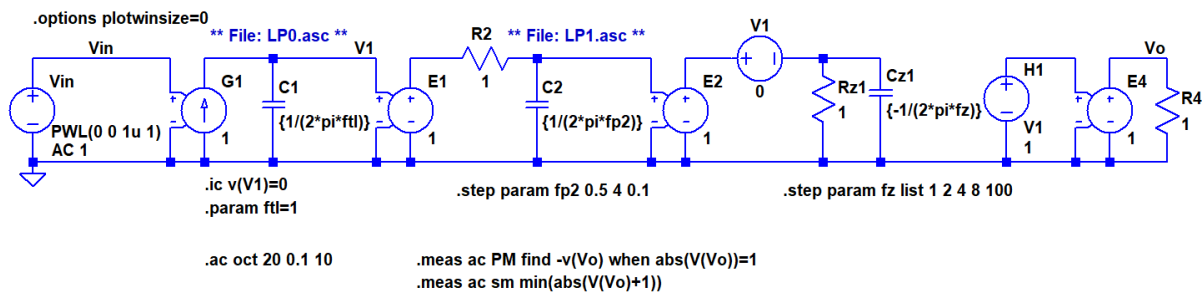 .options plotwinsize=0
** File: LP0.asc **
R2
** File: LP1.asc **
V1
Vin
V1
Vo
G1
C1
E1
C2
E2
Cz1
H1
E4
R4
Vin
1
Rz1
0
1
{1/(2*pi*ftl)}
{1/(2*pi*fp2)}
{-1/(2*pi*fz)}
PWL(0 0 1u 1)
1
1
1
1
V1
1
AC 1
1
.ic v(V1)=0
.step param fp2 0.5 4 0.1
.step param fz list 1 2 4 8 100
.param ftl=1
.ac oct 20 0.1 10
.meas ac PM find -v(Vo) when abs(V(Vo))=1
.meas ac sm min(abs(V(Vo)+1))